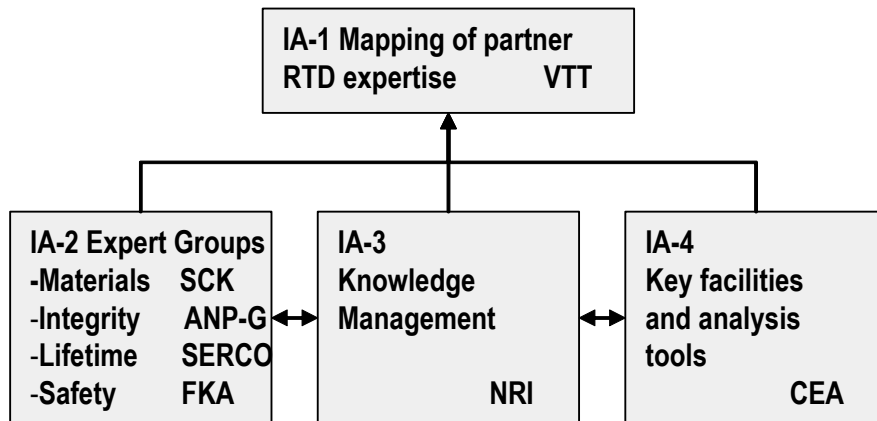 IA-1 Mapping of partner
RTD expertise VTT
IA-2 Expert Groups
-Materials SCK
-Integrity ANP-G
-Lifetime SERCO
-Safety FKA
IA-3
Knowledge
Management
NRI
IA-4
Key facilities
and analysis
tools
CEA